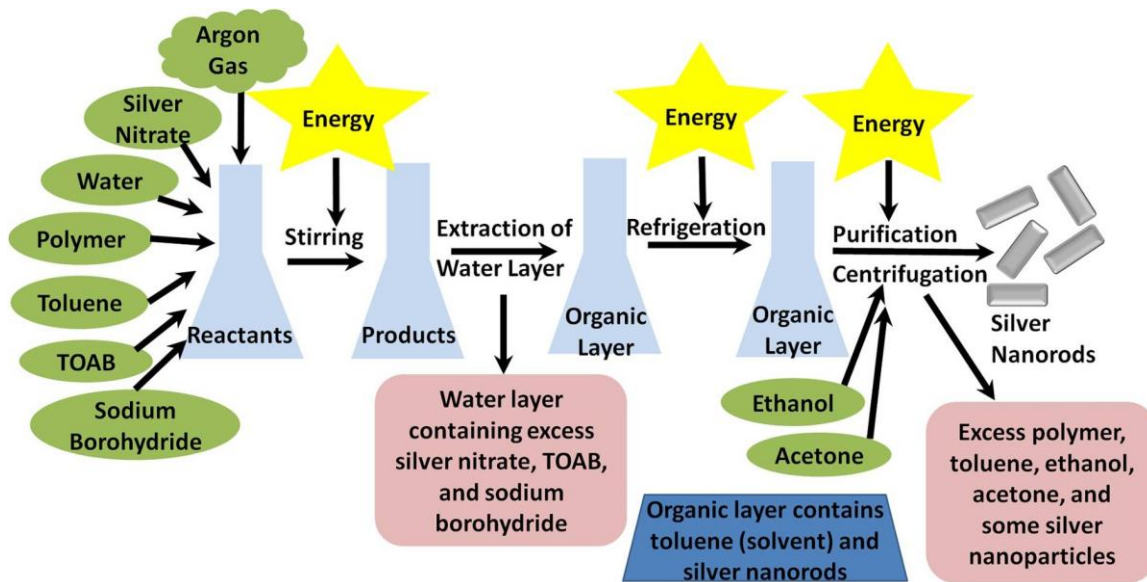 Argon
Gas
Silver
Nitrate
Water
Polymer
Toluene
TOAB
Sodium
Borohydride
Reactants
Energy
Stirring
Products
Extraction of
Water Layer
Water layer
containing excess
silver nitrate, TOAB,
and sodium
borohydride
Organic
Layer
Energy
Refrigeration
Organic
Layer
Energy
Purification
Centrifugation
Ethanol
Acetone
Organic layer contains
toluene (solvent) and
silver nanorods
Silver
Nanorods
Excess polymer,
toluene, ethanol,
acetone, and
some silver
nanoparticles